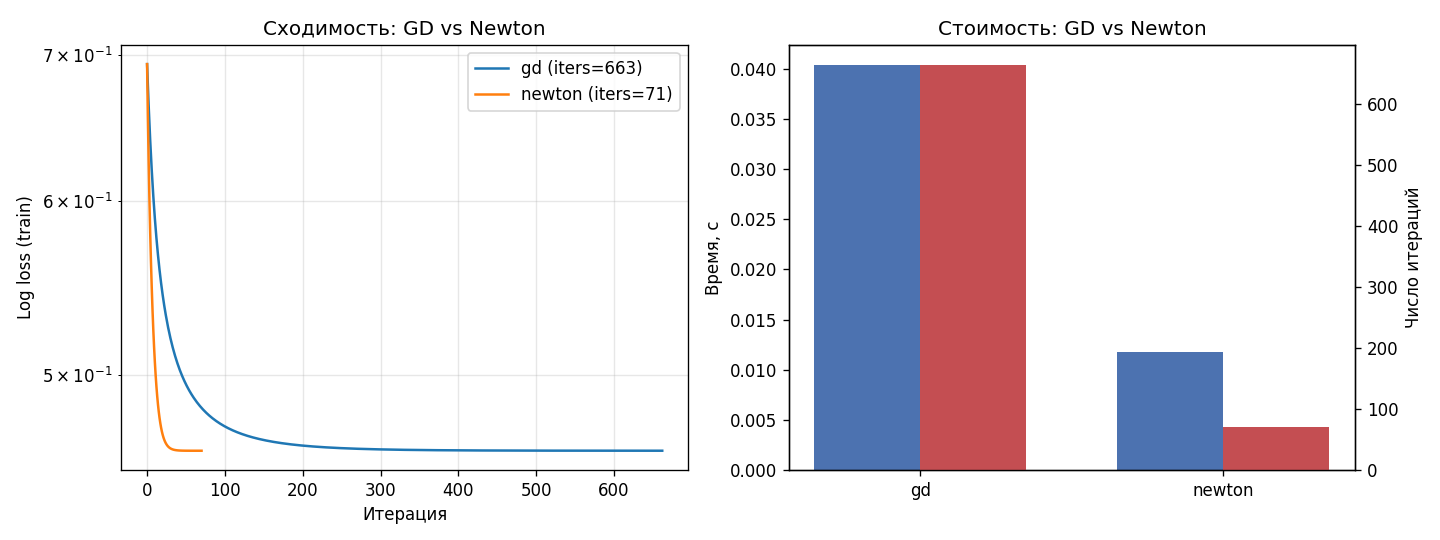 Сходимость: GD vs Newton
gd (iters=663)
newton (iters=71)
7 × 10⁻¹
6 × 10⁻¹
5 × 10⁻¹
Log loss (train)
0 100 200 300 400 500 600
Итерация
Стоимость: GD vs Newton
0.040
0.035
0.030
0.025
0.020
0.015
0.010
0.005
0.000
Время, с
gd newton
600
500
400
300
200
100
0
Число итераций